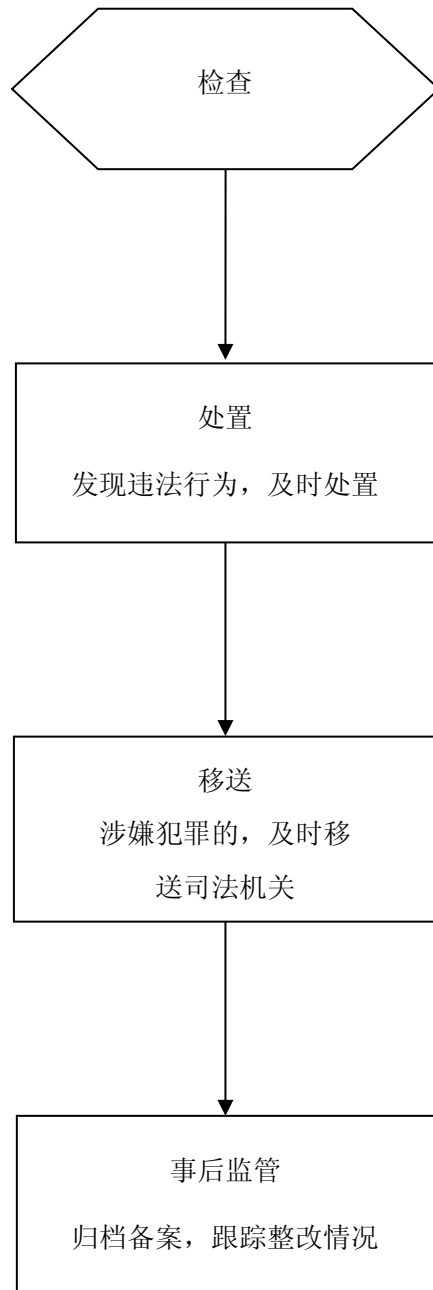 检查
处置
发现违法行为，及时处置
移送
涉嫌犯罪的，及时移
送司法机关
事后监管
归档备案，跟踪整改情况